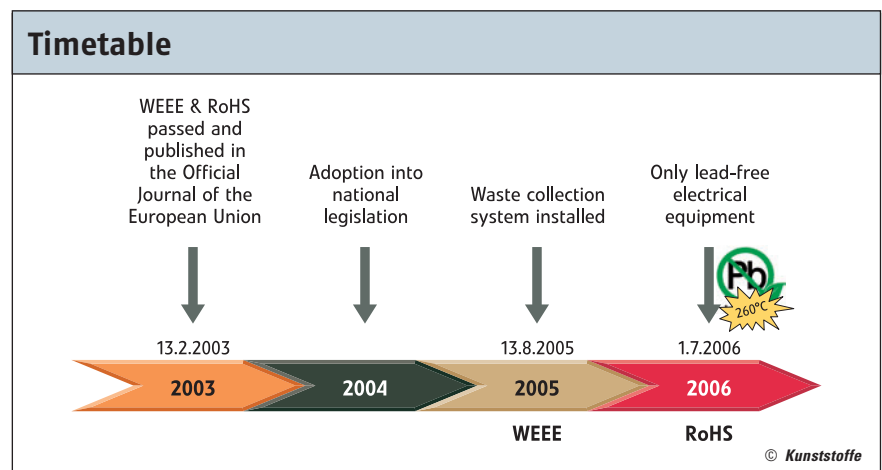 Timetable
WEEE & RoHS
passed and
published in
the Official
Journal of the
European Union
Adoption into
national
legislation
Waste collection
system installed
Only lead-free
electrical
equipment
Pb
260°C
13.2.2003
13.8.2005
1.7.2006
2003
2004
2005
2006
WEEE
RoHS
© Kunststoffe